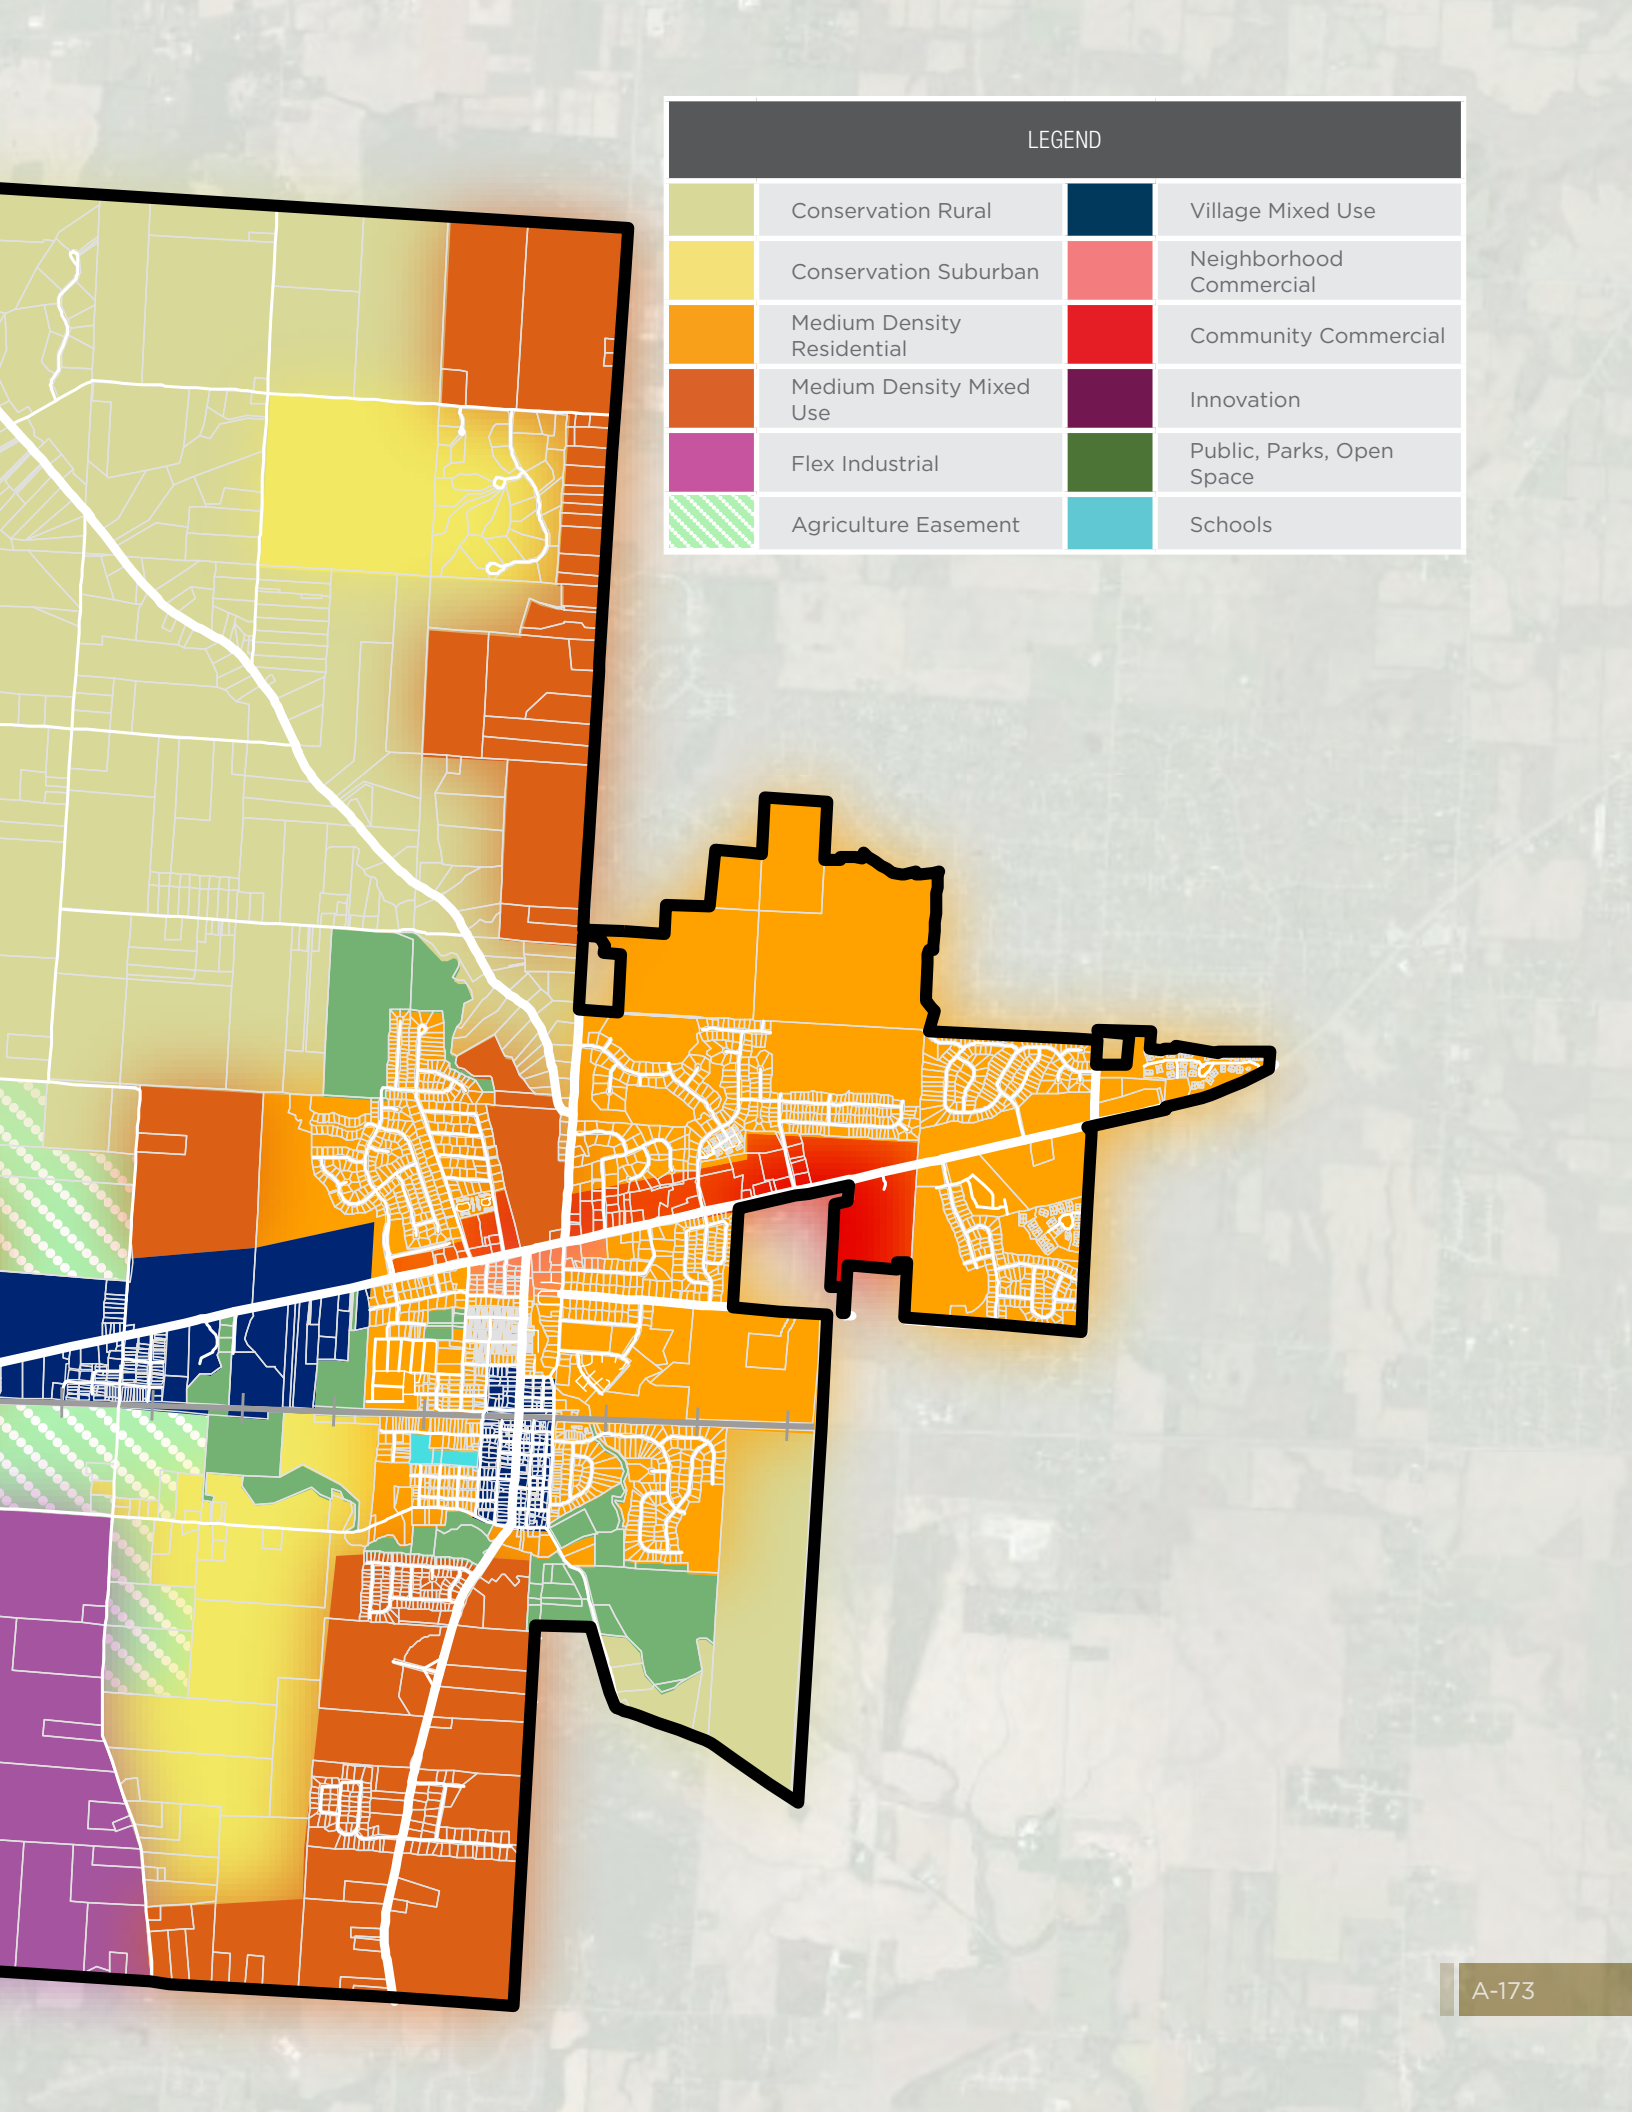 LEGEND
Conservation Rural
Village Mixed Use
Conservation Suburban
Neighborhood
Commercial
Medium Density
Residential
Community Commercial
Medium Density Mixed
Use
Innovation
Flex Industrial
Public, Parks, Open
Space
Agriculture Easement
Schools
A-173